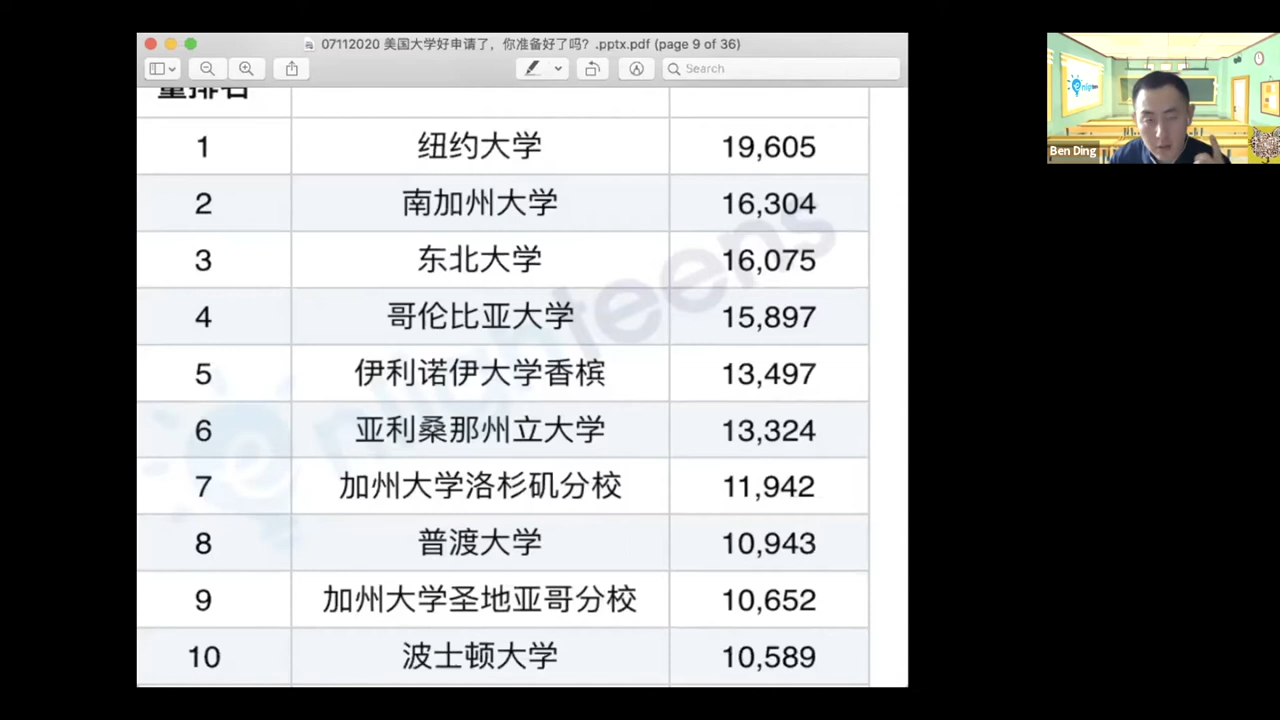 07112020 美国大学好申请了，你准备好了吗？.pptx.pdf (page 9 of 36)
Search
量排名
1 纽约大学 19,605
2 南加州大学 16,304
3 东北大学 16,075
4 哥伦比亚大学 15,897
5 伊利诺伊大学香槟 13,497
6 亚利桑那州立大学 13,324
7 加州大学洛杉矶分校 11,942
8 普渡大学 10,943
9 加州大学圣地亚哥分校 10,652
10 波士顿大学 10,589
enlighteens
Ben Ding